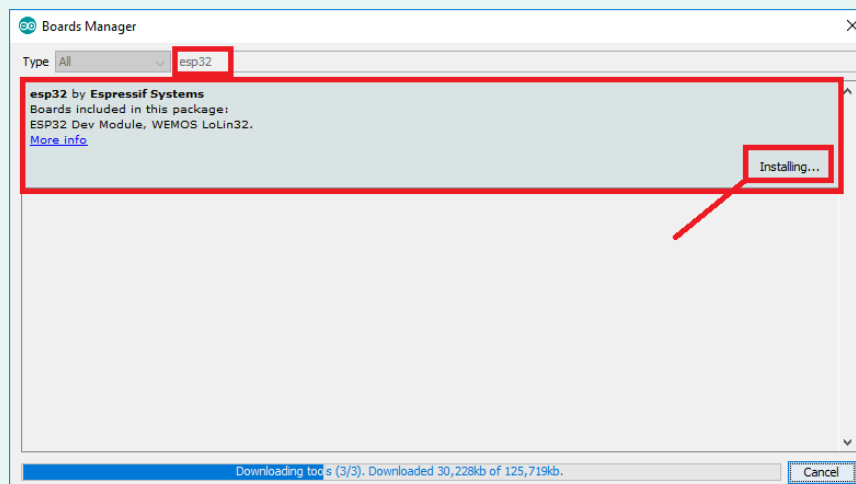 Boards Manager
Type All esp32
esp32 by Espressif Systems
Boards included in this package:
ESP32 Dev Module, WEMOS LoLin32.
More info
Installing...
Downloading tools (3/3). Downloaded 30,228kb of 125,719kb.
Cancel